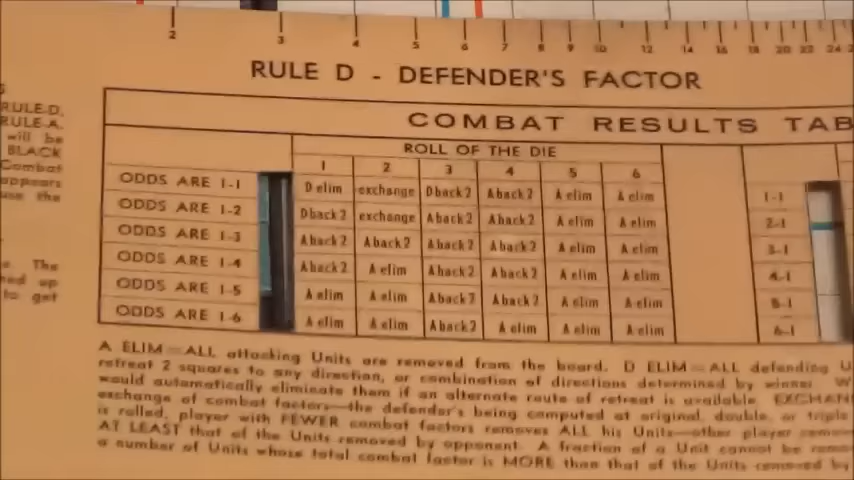 2 3 4 5 6 7 8 9 10 12 14 16 18 20 22 24
RULE D - DEFENDER'S FACTOR
COMBAT RESULTS TAB
ROLL OF THE DIE
1 2 3 4 5 6
ODDS ARE 1-1 D elim exchange Dback2 Aback2 A elim A elim 1-1
ODDS ARE 1-2 Dback2 exchange Aback2 Aback2 A elim A elim 2-1
ODDS ARE 1-3 Aback2 Aback2 Aback2 Aback2 A elim A elim 3-1
ODDS ARE 1-4 Aback2 A elim Aback2 Aback2 A elim A elim 4-1
ODDS ARE 1-5 A elim A elim Aback2 Aback2 A elim A elim 5-1
ODDS ARE 1-6 A elim A elim Aback2 A elim A elim A elim 6-1
RULE-D.
RULE-A.
will be
BLACK
Combat
appears
use the
The
up
to get
A ELIM=ALL attacking Units are removed from the board. D ELIM=ALL defending U
retreat 2 squares to any direction, or combination of directions determined by winner. W
would automatically eliminate them if an alternate route of retreat is available. EXCHAN
exchange of combat factors—the defender's being computed at original, double, or triple
is rolled, player with FEWER combat factors removes ALL his Units—other player remo
AT LEAST that of the Units removed by opponent. A fraction of a Unit cannot be remo
a number of Units whose total combat factor is MORE than that of the Units removed by